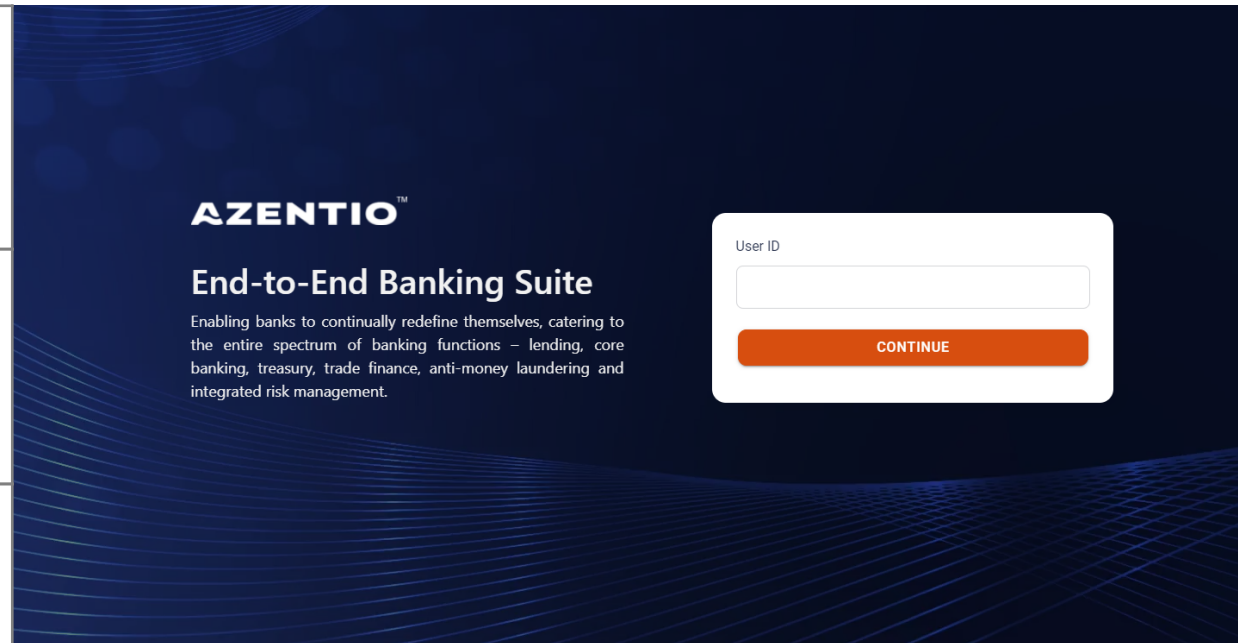 AZENTIO™
End-to-End Banking Suite
Enabling banks to continually redefine themselves, catering to
the entire spectrum of banking functions – lending, core
banking, treasury, trade finance, anti-money laundering and
integrated risk management.
User ID
CONTINUE